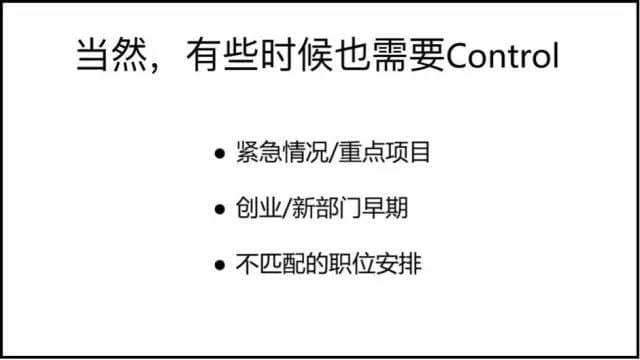 当然，有些时候也需要Control
● 紧急情况/重点项目
● 创业/新部门早期
● 不匹配的职位安排